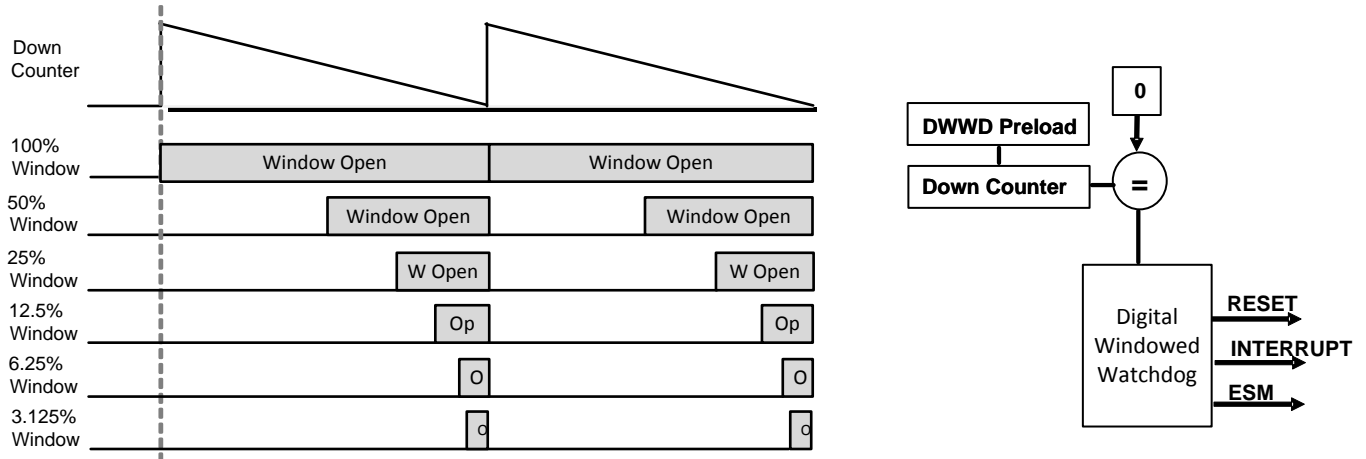 Down
Counter
100%
Window
Window Open
Window Open
50%
Window
Window Open
Window Open
25%
Window
W Open
W Open
12.5%
Window
Op
Op
6.25%
Window
O
O
3.125%
Window
O
O
0
DWWD Preload
Down Counter
=
Digital
Windowed
Watchdog
RESET
INTERRUPT
ESM